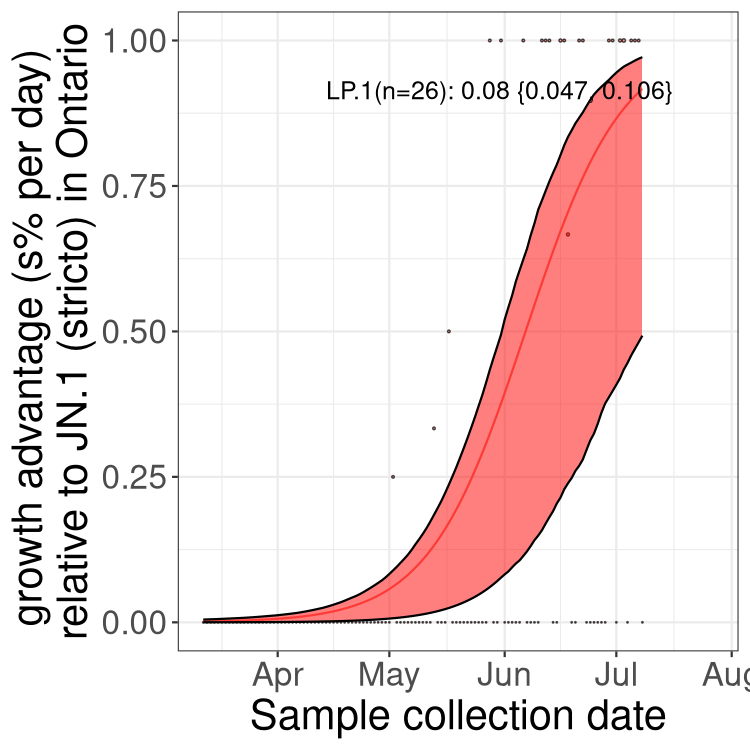 growth advantage (s% per day)
relative to JN.1 (stricto) in Ontario
1.00
0.75
0.50
0.25
0.00
LP.1(n=26): 0.08 {0.047, 0.106}
Apr May Jun Jul Aug
Sample collection date